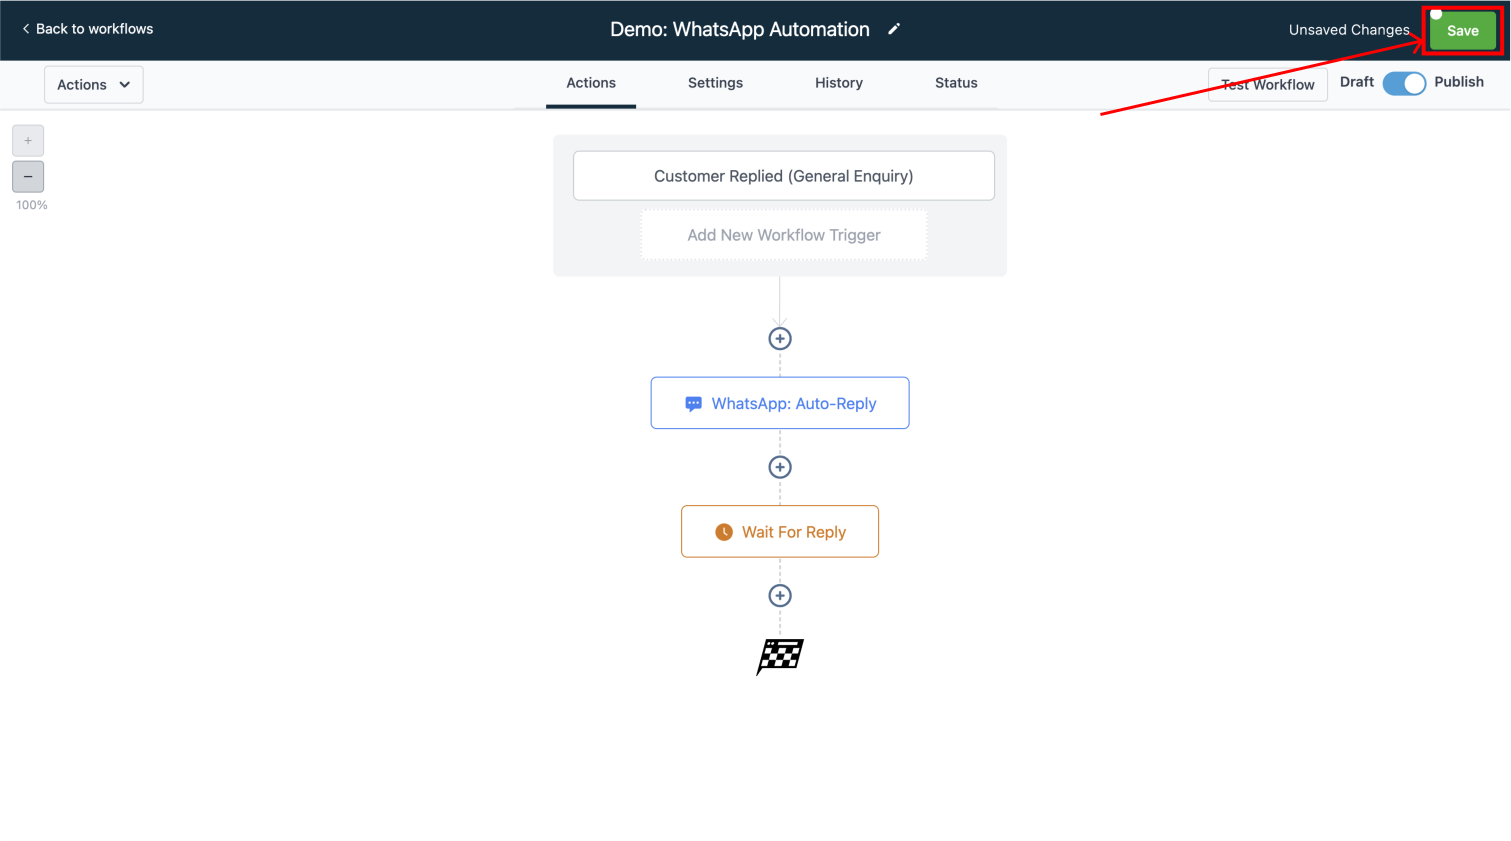 Back to workflows
Demo: WhatsApp Automation
Unsaved Changes
Save
Actions
Actions
Settings
History
Status
Test Workflow
Draft
Publish
+
−
100%
Customer Replied (General Enquiry)
Add New Workflow Trigger
WhatsApp: Auto-Reply
Wait For Reply